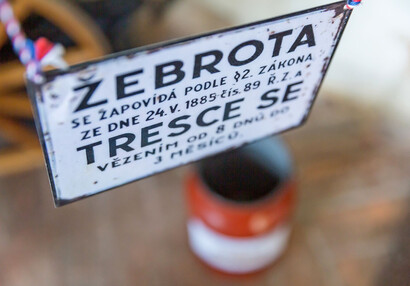 ŽEBROTA
SE ZAPOVÍDÁ PODLE §2. ZÁKONA
ZE DNE 24.V. 1885 čís. 89 Ř.Z. A
TRESCE SE
VĚZENÍM OD 8 DNŮ DO
3 MĚSÍCŮ.